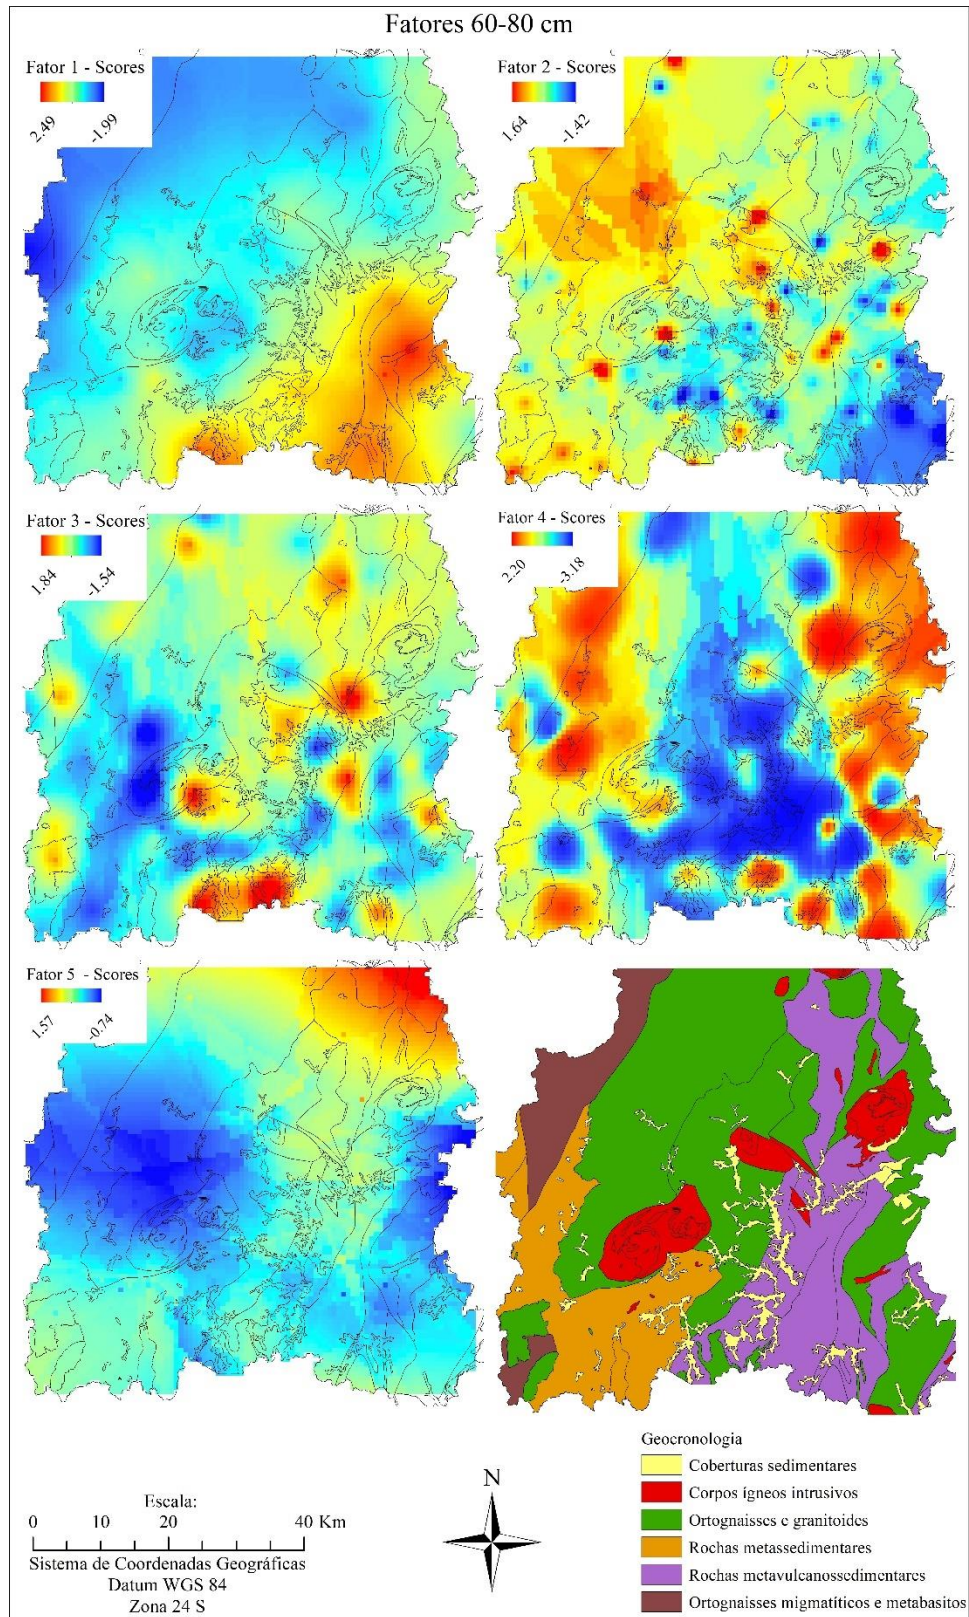 Fatores 60-80 cm
Fator 1 - Scores
2.49
-1.99
Fator 2 - Scores
1.64
-1.42
Fator 3 - Scores
1.84
-1.54
Fator 4 - Scores
2.20
-3.18
Fator 5 - Scores
1.57
-0.74
Geocronologia
Coberturas sedimentares
Corpos ígneos intrusivos
Ortognaisses e granitoides
Rochas metassedimentares
Rochas metavulcanossedimentares
Ortognaisses migmatíticos e metabasitos
N
Escala:
0 10 20 40 Km
Sistema de Coordenadas Geográficas
Datum WGS 84
Zona 24 S